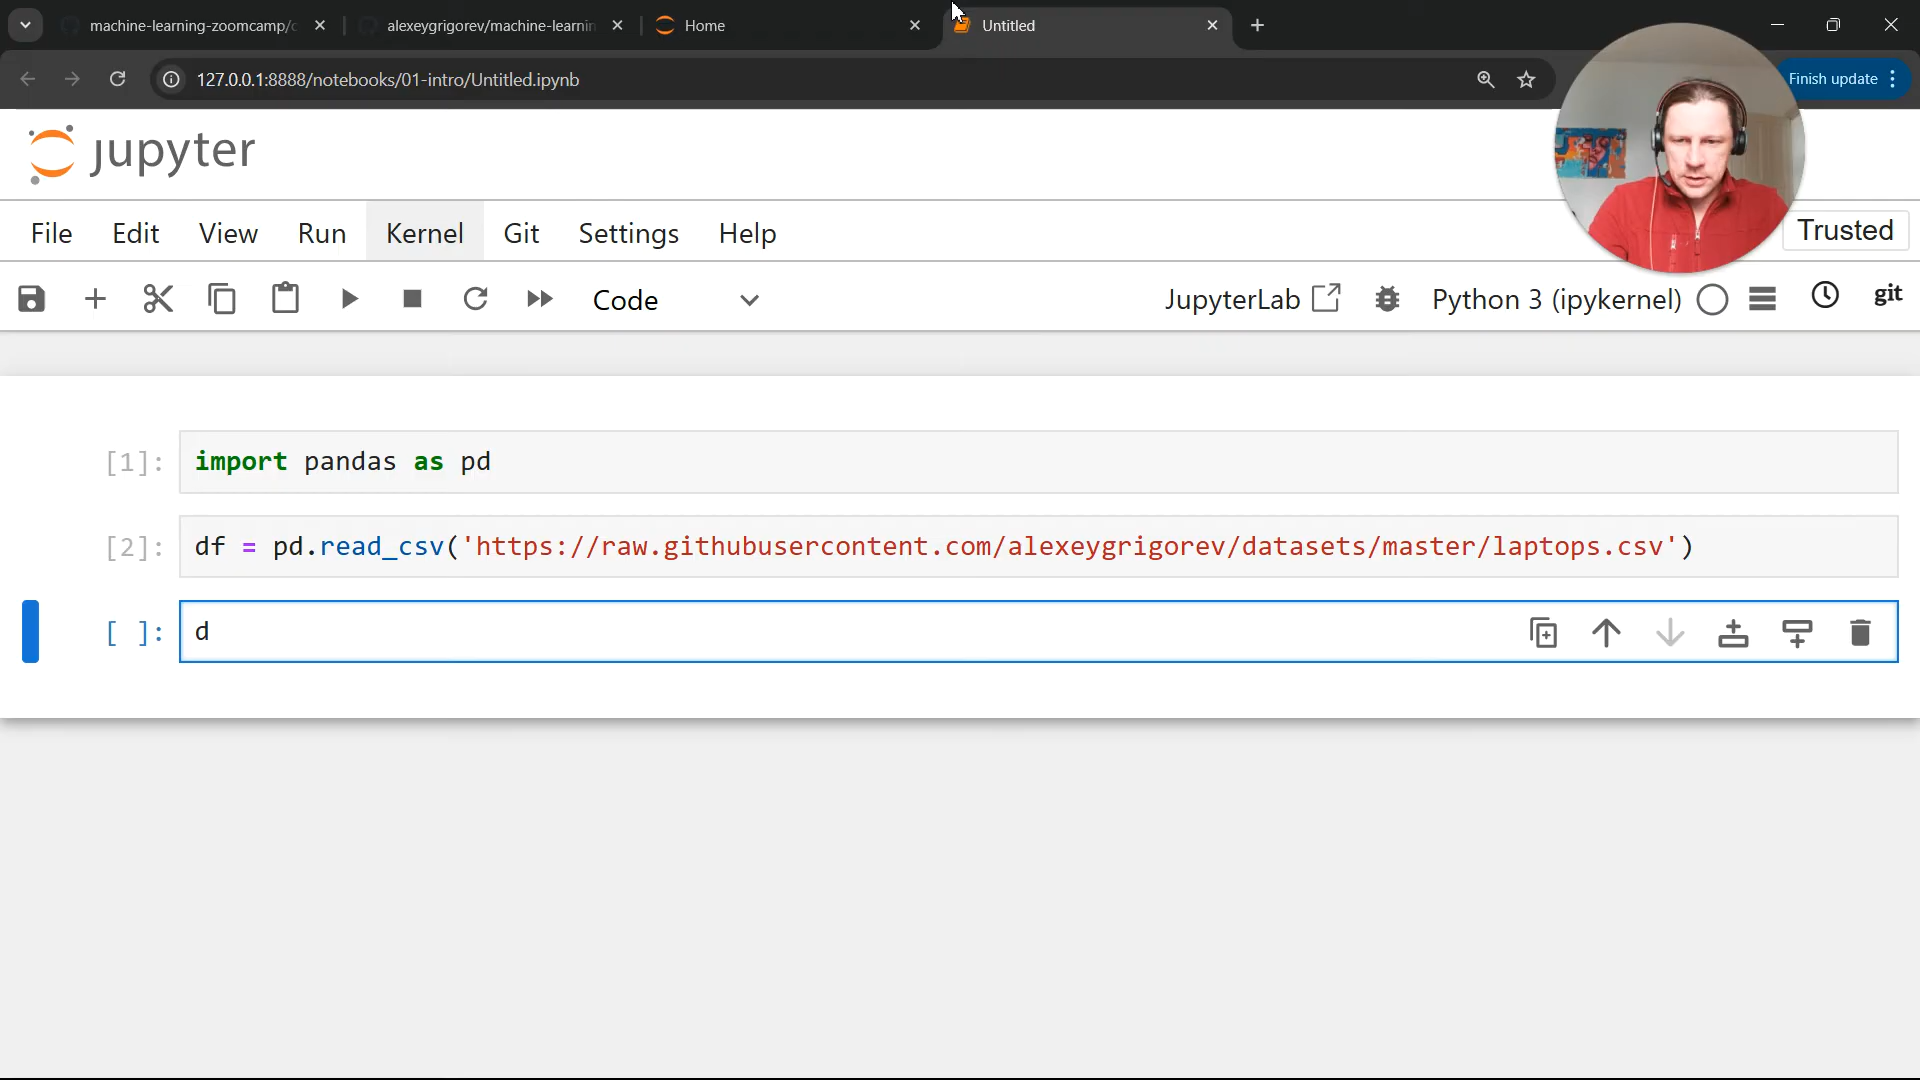 machine-learning-zoomcamp/c
alexeygrigorev/machine-learnin
Home
Untitled
127.0.0.1:8888/notebooks/01-intro/Untitled.ipynb
Finish update
jupyter
File Edit View Run Kernel Git Settings Help
Trusted
Code
JupyterLab
Python 3 (ipykernel)
git
[1]: import pandas as pd
[2]: df = pd.read_csv('https://raw.githubusercontent.com/alexeygrigorev/datasets/master/laptops.csv')
[ ]: d